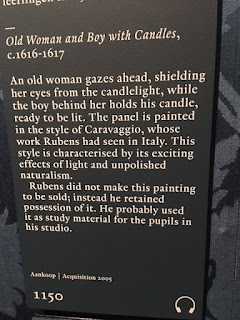 Old Woman and Boy with Candles,
c.1616-1617
An old woman gazes ahead, shielding
her eyes from the candlelight, while
the boy behind her holds his candle,
ready to be lit. The panel is painted
in the style of Caravaggio, whose
work Rubens had seen in Italy. This
style is characterised by its exciting
effects of light and unpolished
naturalism.
Rubens did not make this painting
to be sold; instead he retained
possession of it. He probably used
it as study material for the pupils in
his studio.
Aankoop | Acquisition 2005
1150